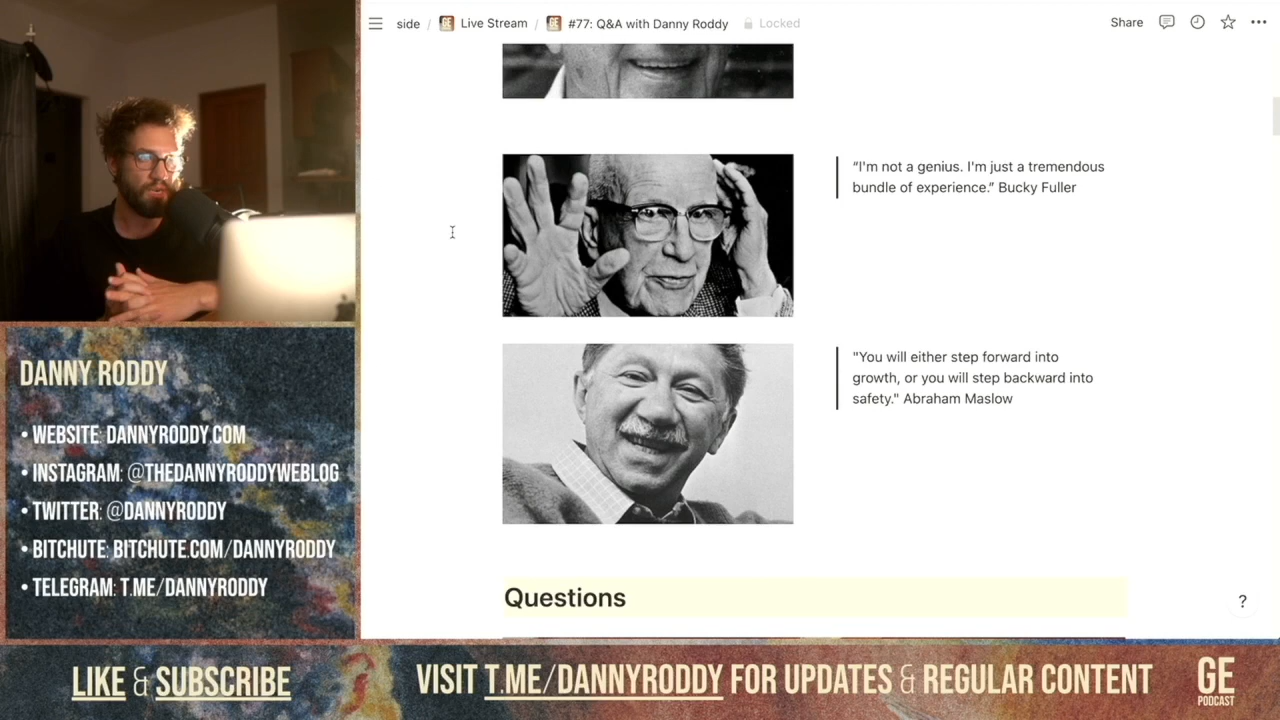 side / Live Stream / #77: Q&A with Danny Roddy Locked
Share
“I'm not a genius. I'm just a tremendous
bundle of experience.” Bucky Fuller
"You will either step forward into
growth, or you will step backward into
safety." Abraham Maslow
Questions
?
DANNY RODDY
• WEBSITE: DANNYRODDY.COM
• INSTAGRAM: @THEDANNYRODDYWEBLOG
• TWITTER: @DANNYRODDY
• BITCHUTE: BITCHUTE.COM/DANNYRODDY
• TELEGRAM: T.ME/DANNYRODDY
LIKE & SUBSCRIBE
VISIT T.ME/DANNYRODDY FOR UPDATES & REGULAR CONTENT
GE
PODCAST